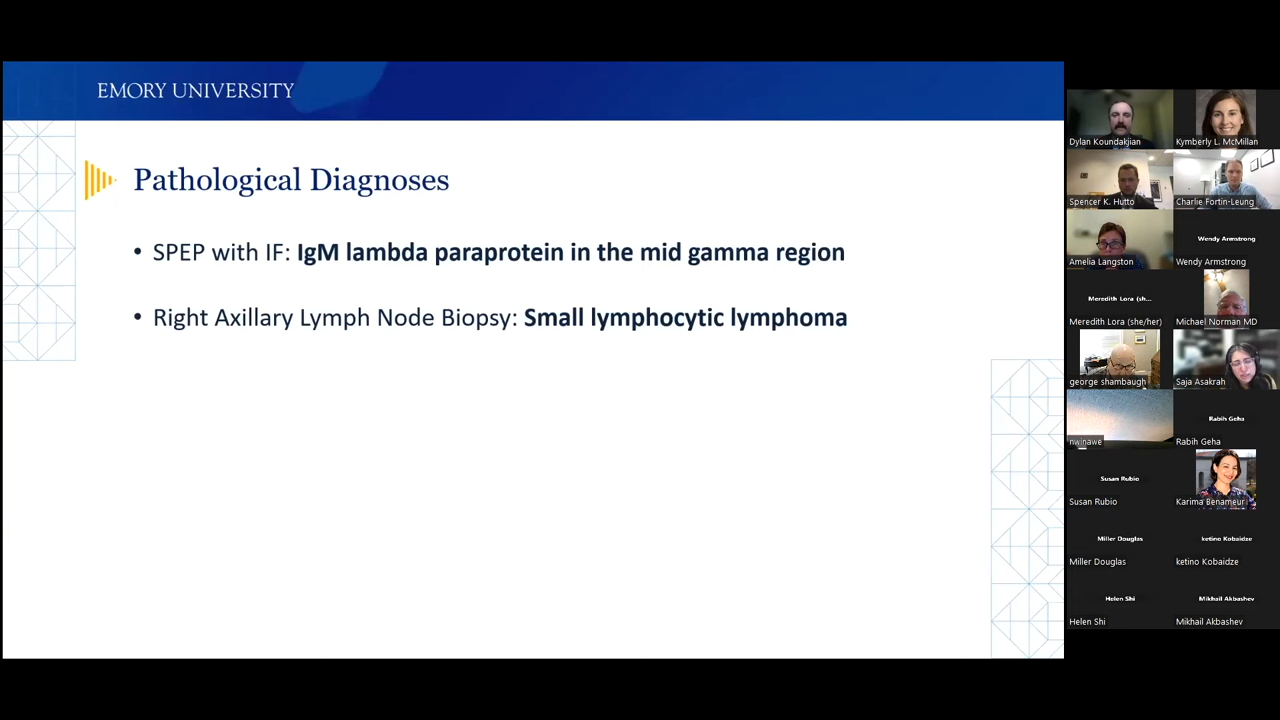 EMORY UNIVERSITY
Pathological Diagnoses
• SPEP with IF: IgM lambda paraprotein in the mid gamma region
• Right Axillary Lymph Node Biopsy: Small lymphocytic lymphoma
Dylan Koundakjian
Kymberly L. McMillan
Spencer K. Hutto
Charlie Fortin-Leung
Amelia Langston
Wendy Armstrong
Wendy Armstrong
Meredith Lora (sh...
Meredith Lora (she/her)
Michael Norman MD
george shambaugh
Saja Asakrah
nwinawe
Rabih Geha
Rabih Geha
Susan Rubio
Susan Rubio
Karima Benameur
Miller Douglas
Miller Douglas
ketino Kobaidze
ketino Kobaidze
Helen Shi
Helen Shi
Mikhail Akbashev
Mikhail Akbashev